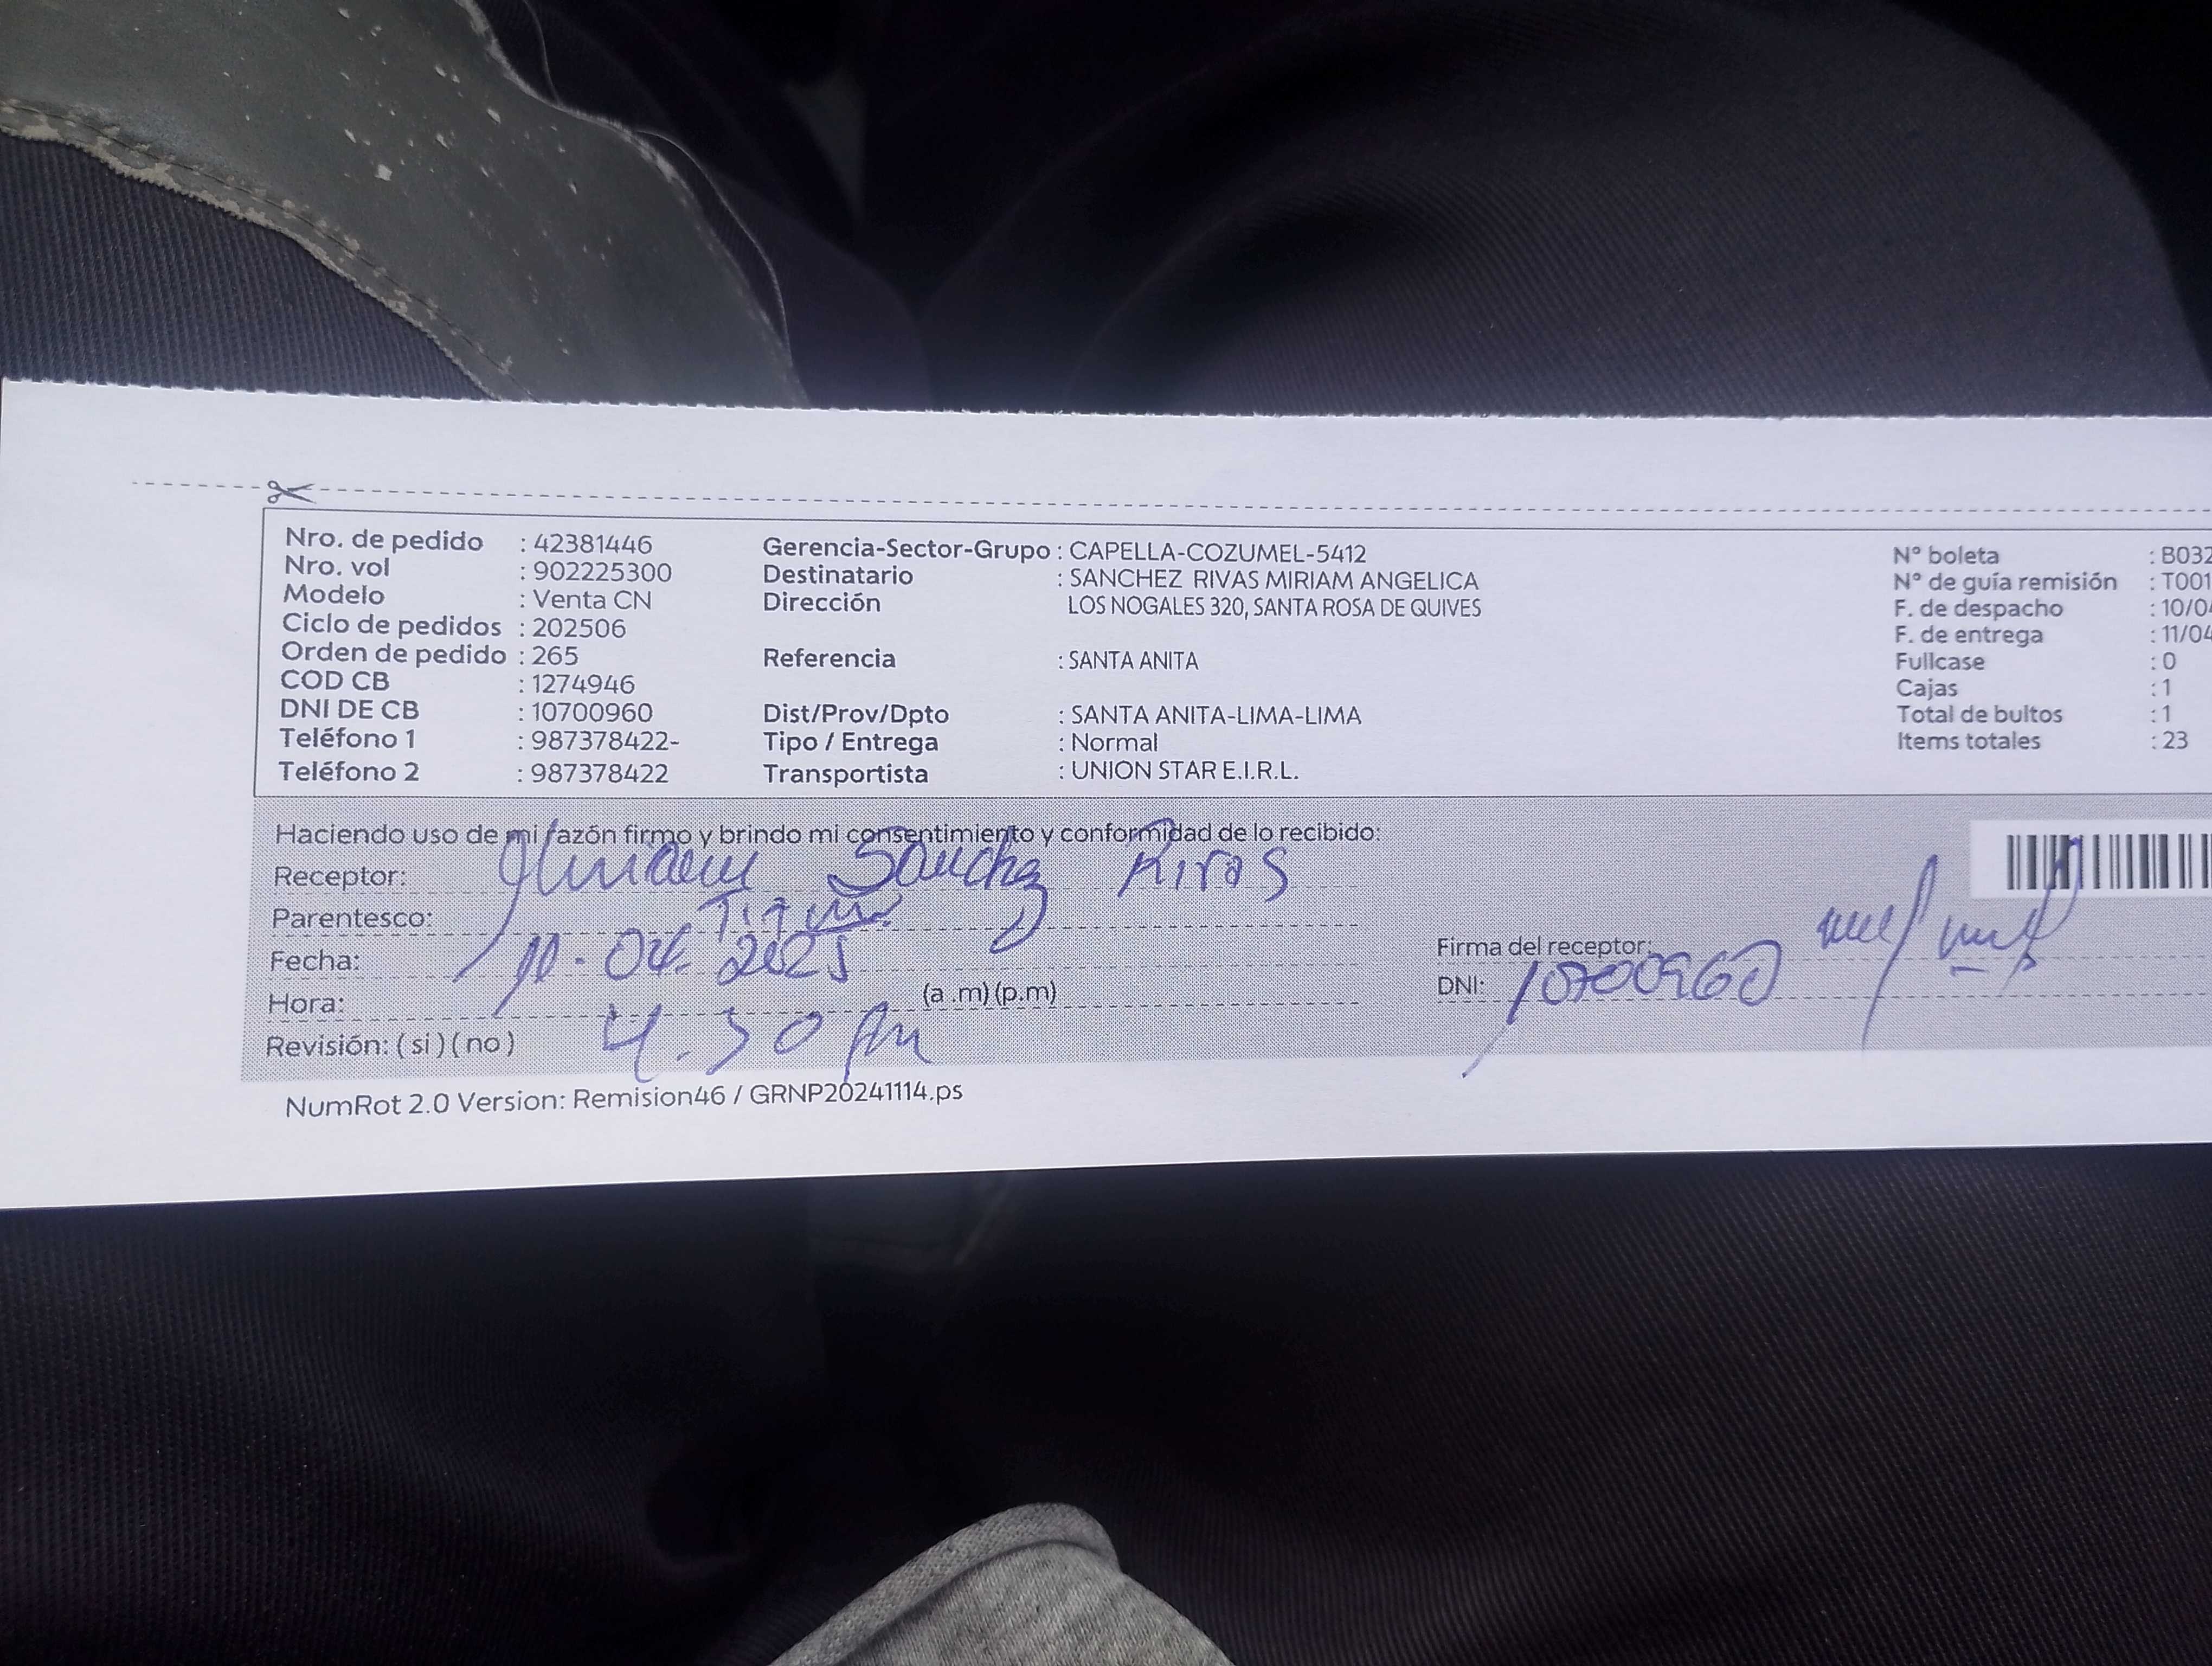 Nro. de pedido : 42381446
Nro. vol : 902225300
Modelo : Venta CN
Ciclo de pedidos : 202506
Orden de pedido : 265
COD CB : 1274946
DNI DE CB : 10700960
Teléfono 1 : 987378422-
Teléfono 2 : 987378422
Gerencia-Sector-Grupo : CAPELLA-COZUMEL-5412
Destinatario : SANCHEZ RIVAS MIRIAM ANGELICA
Dirección LOS NOGALES 320, SANTA ROSA DE QUIVES
Referencia : SANTA ANITA
Dist/Prov/Dpto : SANTA ANITA-LIMA-LIMA
Tipo / Entrega : Normal
Transportista : UNION STAR E.I.R.L.
N° boleta : B032
N° de guía remisión : T001
F. de despacho : 10/04
F. de entrega : 11/04
Fullcase : 0
Cajas : 1
Total de bultos : 1
Items totales : 23
Haciendo uso de mi razón firmo y brindo mi consentimiento y conformidad de lo recibido:
Receptor: Sanchez Rivas
Parentesco:
Fecha: 04. 2025
Hora: (a .m) (p.m)
4.30 pm
Revisión: ( si ) ( no )
Firma del receptor:
DNI: 10700960
NumRot 2.0 Version: Remision46 / GRNP20241114.ps